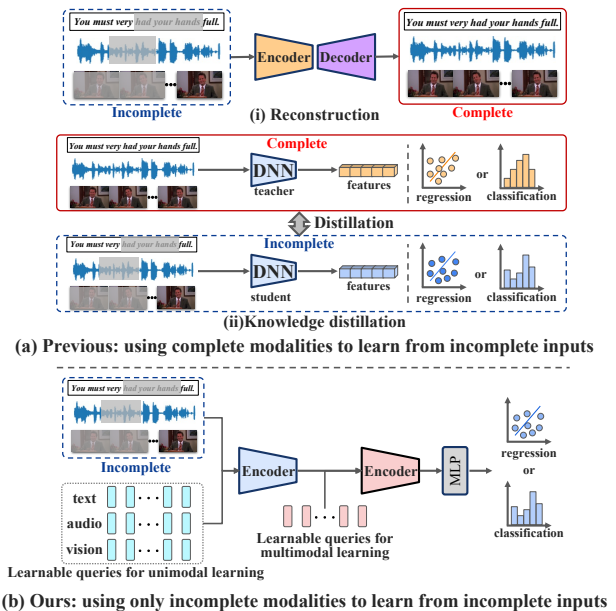 You must very had your hands full.
Incomplete
Encoder
Decoder
You must very had your hands full.
Complete
(i) Reconstruction
Complete
You must very had your hands full.
DNN
teacher
features
regression
or
classification
Distillation
Incomplete
You must very had your hands full.
DNN
student
features
regression
or
classification
(ii)Knowledge distillation
(a) Previous: using complete modalities to learn from incomplete inputs
You must very had your hands full.
Incomplete
text
audio
vision
Learnable queries for unimodal learning
Encoder
Learnable queries for
multimodal learning
Encoder
MLP
regression
or
classification
(b) Ours: using only incomplete modalities to learn from incomplete inputs